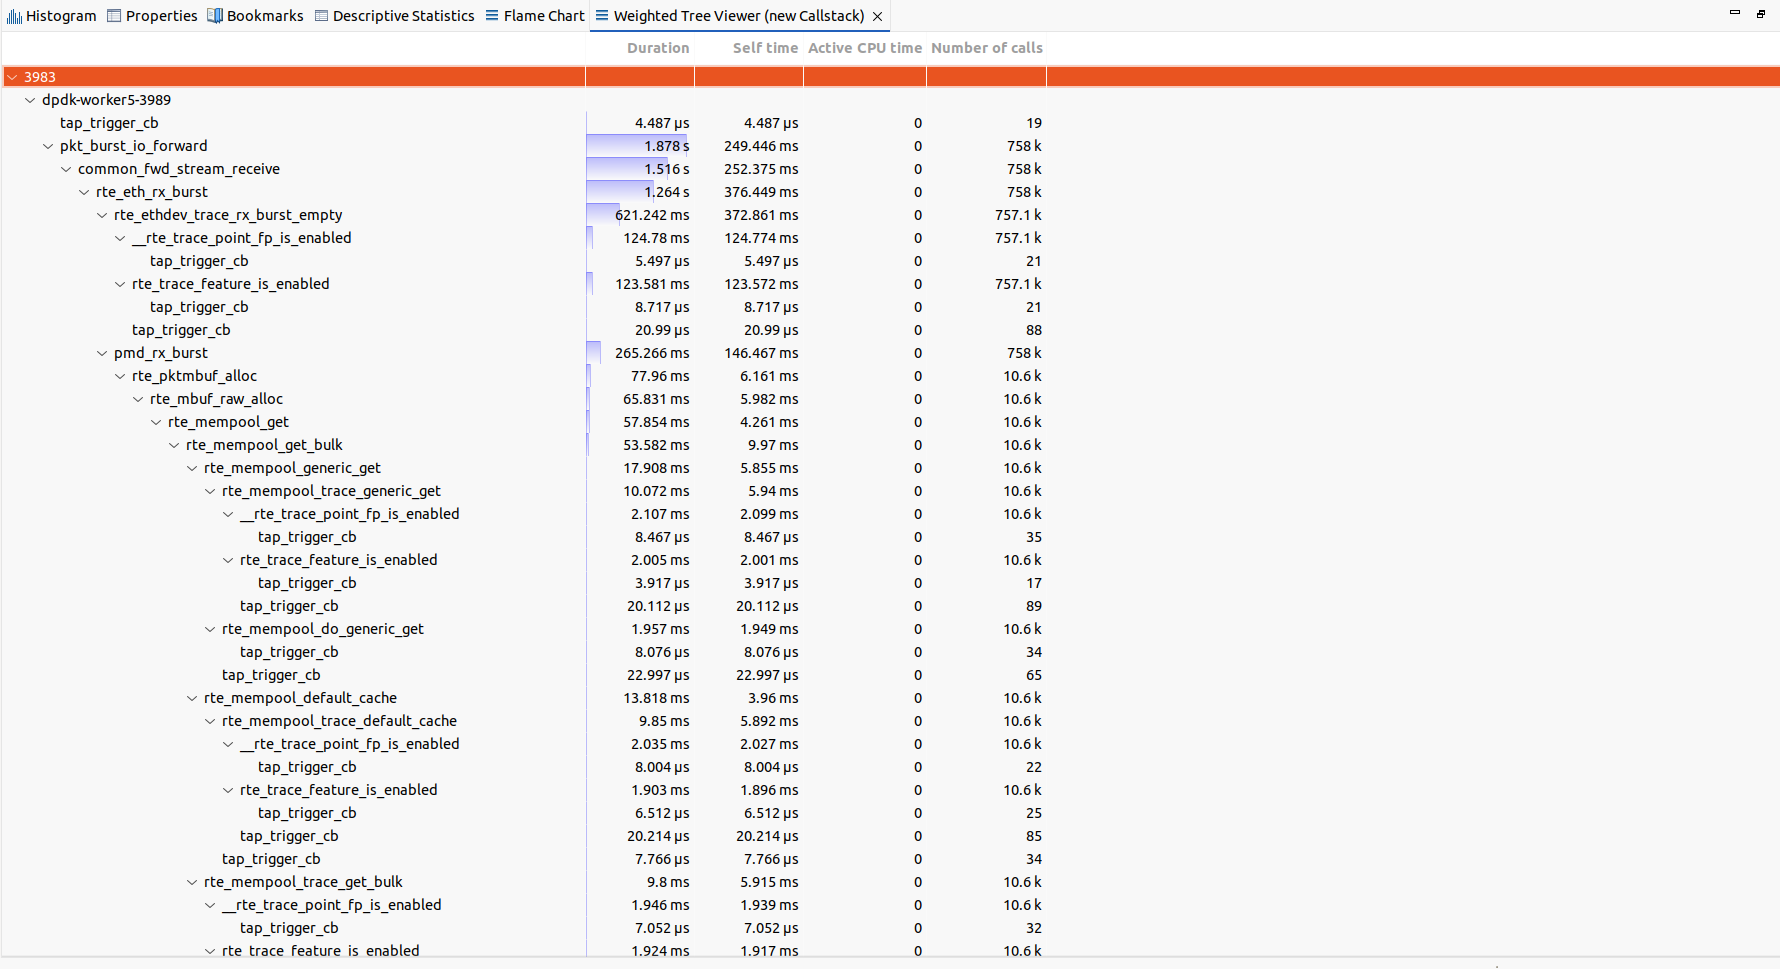 Histogram Properties Bookmarks Descriptive Statistics Flame Chart Weighted Tree Viewer (new Callstack)
Duration Self time Active CPU time Number of calls
3983
dpdk-worker5-3989
tap_trigger_cb 4.487 µs 4.487 µs 0 19
pkt_burst_io_forward 1.878 s 249.446 ms 0 758 k
common_fwd_stream_receive 1.516 s 252.375 ms 0 758 k
rte_eth_rx_burst 1.264 s 376.449 ms 0 758 k
rte_ethdev_trace_rx_burst_empty 621.242 ms 372.861 ms 0 757.1 k
__rte_trace_point_fp_is_enabled 124.78 ms 124.774 ms 0 757.1 k
tap_trigger_cb 5.497 µs 5.497 µs 0 21
rte_trace_feature_is_enabled 123.581 ms 123.572 ms 0 757.1 k
tap_trigger_cb 8.717 µs 8.717 µs 0 21
tap_trigger_cb 20.99 µs 20.99 µs 0 88
pmd_rx_burst 265.266 ms 146.467 ms 0 758 k
rte_pktmbuf_alloc 77.96 ms 6.161 ms 0 10.6 k
rte_mbuf_raw_alloc 65.831 ms 5.982 ms 0 10.6 k
rte_mempool_get 57.854 ms 4.261 ms 0 10.6 k
rte_mempool_get_bulk 53.582 ms 9.97 ms 0 10.6 k
rte_mempool_generic_get 17.908 ms 5.855 ms 0 10.6 k
rte_mempool_trace_generic_get 10.072 ms 5.94 ms 0 10.6 k
__rte_trace_point_fp_is_enabled 2.107 ms 2.099 ms 0 10.6 k
tap_trigger_cb 8.467 µs 8.467 µs 0 35
rte_trace_feature_is_enabled 2.005 ms 2.001 ms 0 10.6 k
tap_trigger_cb 3.917 µs 3.917 µs 0 17
tap_trigger_cb 20.112 µs 20.112 µs 0 89
rte_mempool_do_generic_get 1.957 ms 1.949 ms 0 10.6 k
tap_trigger_cb 8.076 µs 8.076 µs 0 34
tap_trigger_cb 22.997 µs 22.997 µs 0 65
rte_mempool_default_cache 13.818 ms 3.96 ms 0 10.6 k
rte_mempool_trace_default_cache 9.85 ms 5.892 ms 0 10.6 k
__rte_trace_point_fp_is_enabled 2.035 ms 2.027 ms 0 10.6 k
tap_trigger_cb 8.004 µs 8.004 µs 0 22
rte_trace_feature_is_enabled 1.903 ms 1.896 ms 0 10.6 k
tap_trigger_cb 6.512 µs 6.512 µs 0 25
tap_trigger_cb 20.214 µs 20.214 µs 0 85
tap_trigger_cb 7.766 µs 7.766 µs 0 34
rte_mempool_trace_get_bulk 9.8 ms 5.915 ms 0 10.6 k
__rte_trace_point_fp_is_enabled 1.946 ms 1.939 ms 0 10.6 k
tap_trigger_cb 7.052 µs 7.052 µs 0 32
rte_trace_feature_is_enabled 1.924 ms 1.917 ms 0 10.6 k